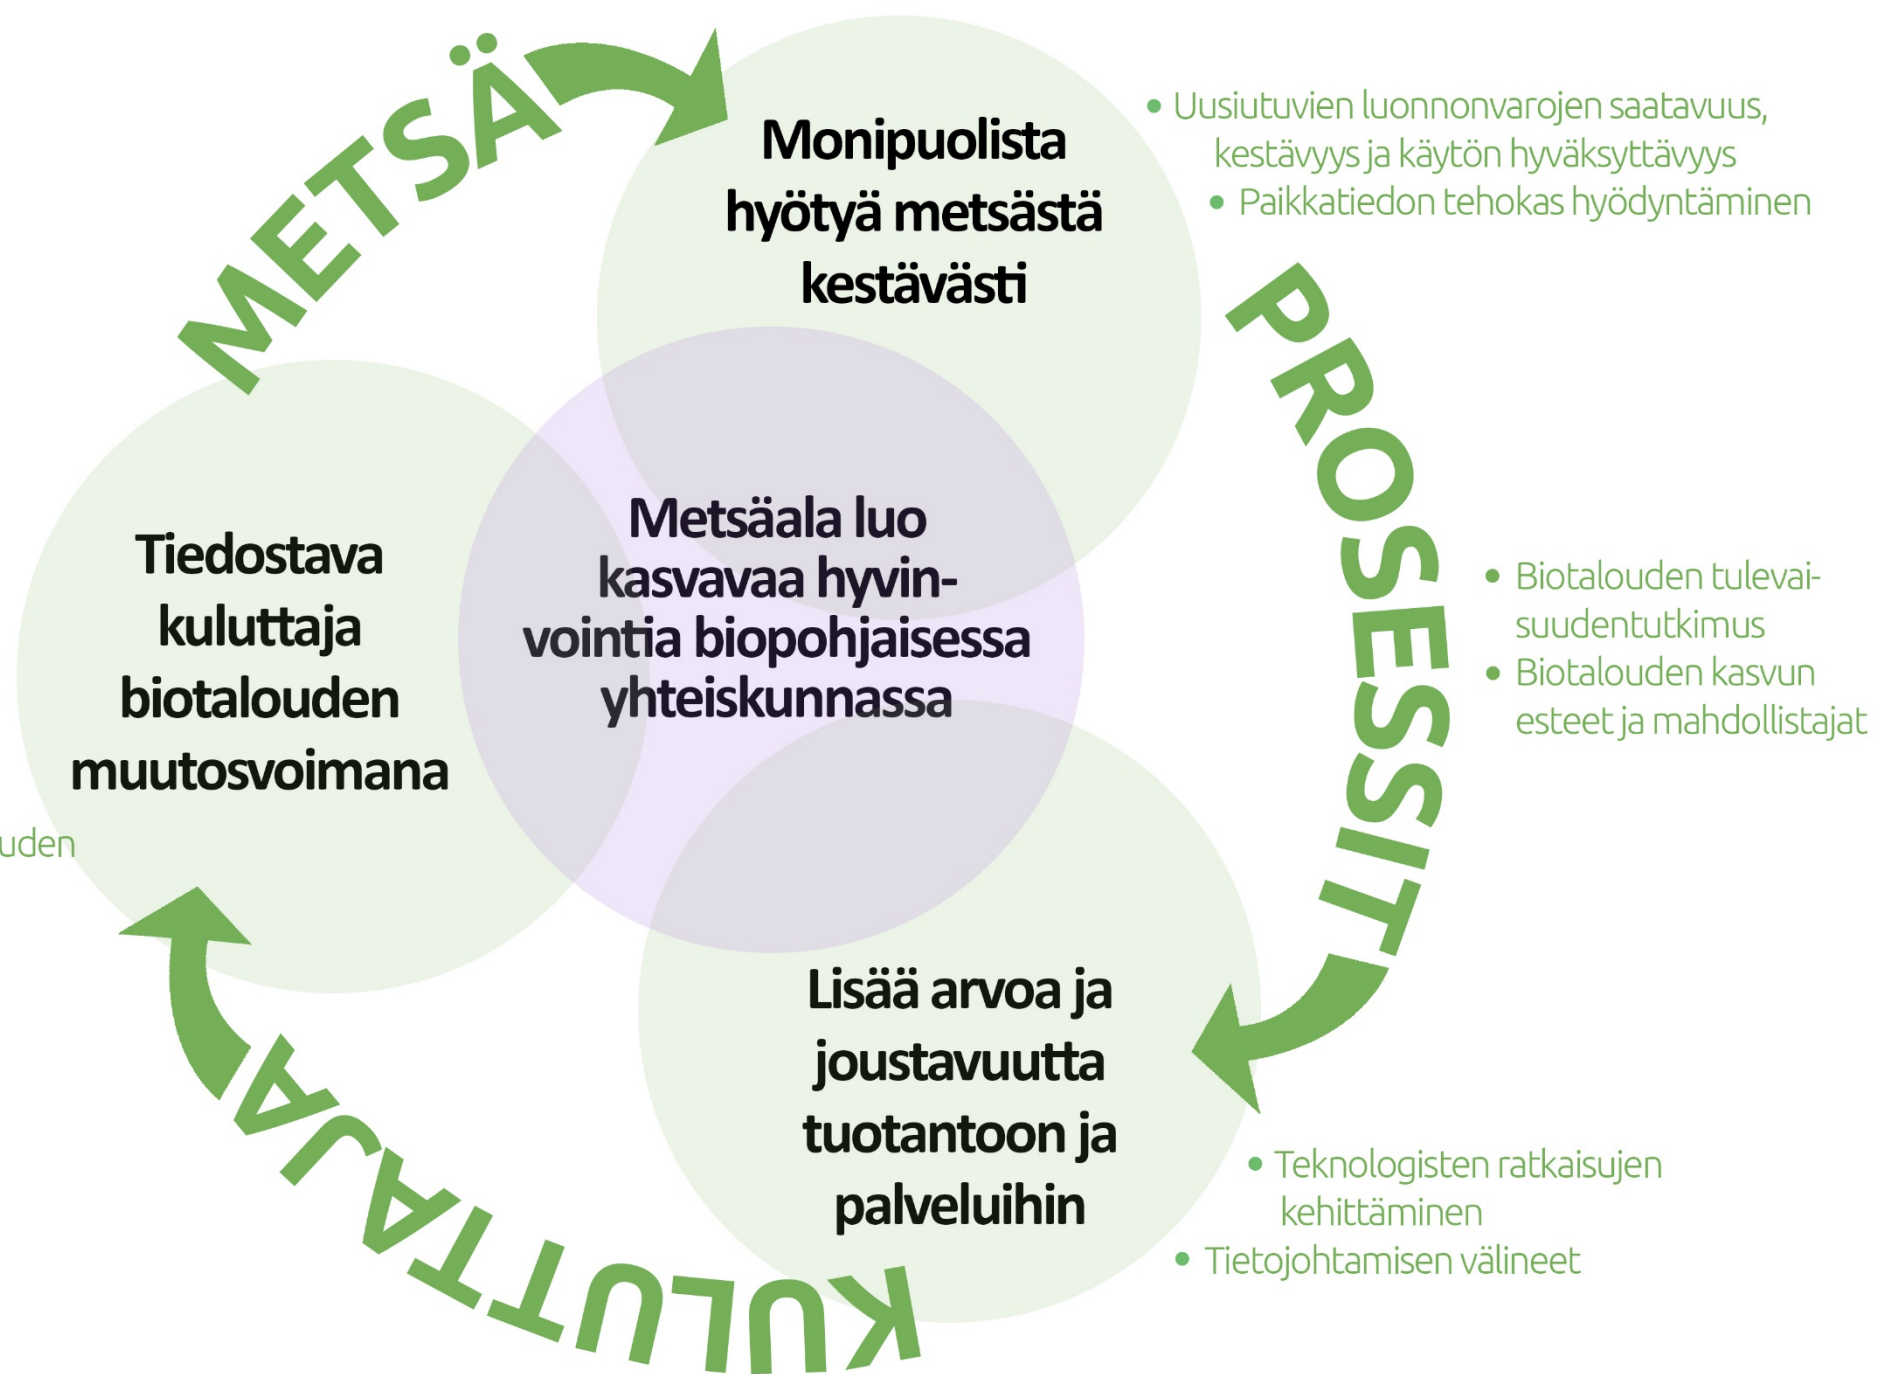 METSÄ
Monipuolista
hyötyä metsästä
kestävästi
• Uusiutuvien luonnonvarojen saatavuus,
kestävyys ja käytön hyväksyttävyys
• Paikkatiedon tehokas hyödyntäminen
PROSESSIT
Metsäala luo
kasvavaa hyvin-
vointia biopohjaisessa
yhteiskunnassa
• Biotalouden tulevai-
suudentutkimus
• Biotalouden kasvun
esteet ja mahdollistajat
Tiedostava
kuluttaja
biotalouden
muutosvoimana
uden
Lisää arvoa ja
joustavuutta
tuotantoon ja
palveluihin
• Teknologisten ratkaisujen
kehittäminen
• Tietojohtamisen välineet
KULUTTAJA